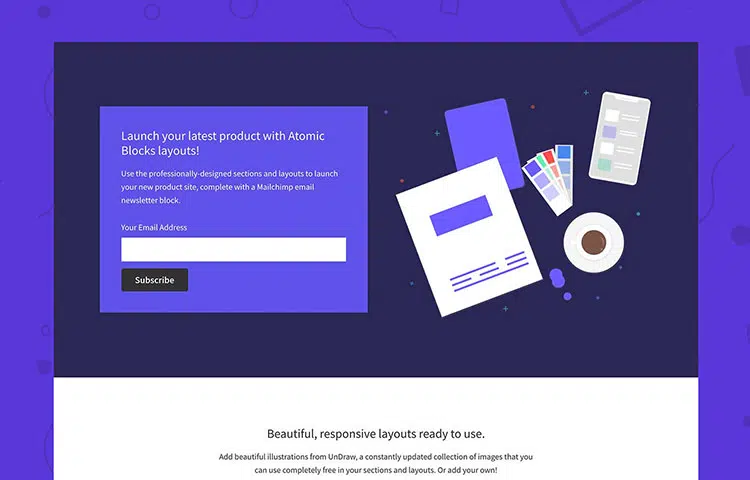 Launch your latest product with Atomic
Blocks layouts!
Use the professionally-designed sections and layouts to launch
your new product site, complete with a Mailchimp email
newsletter block.
Your Email Address
Subscribe
Beautiful, responsive layouts ready to use.
Add beautiful illustrations from UnDraw, a constantly updated collection of images that you
can use completely free in your sections and layouts. Or add your own!